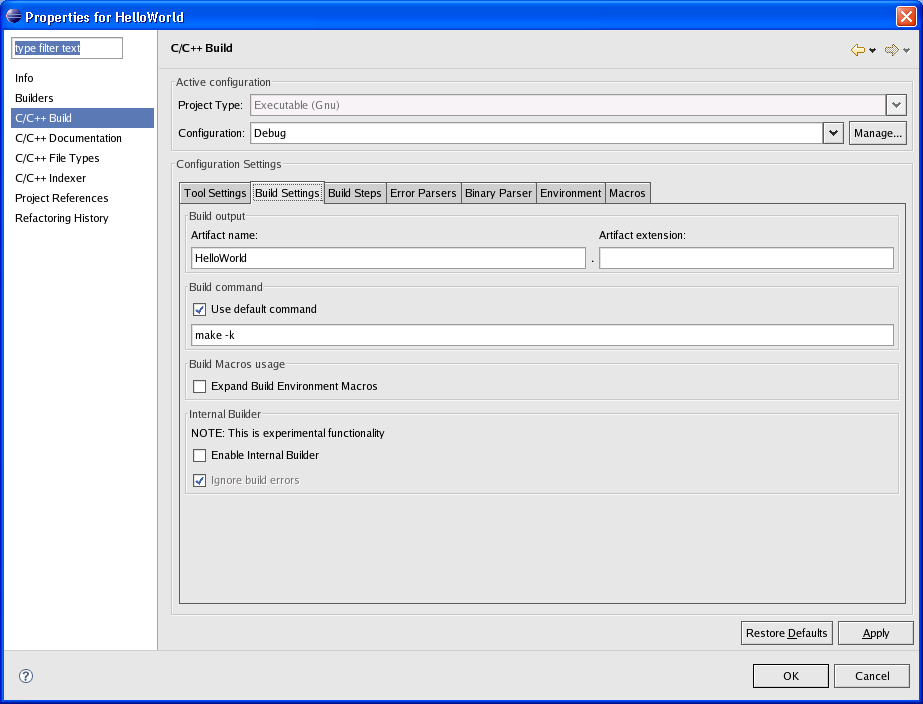 Properties for HelloWorld
type filter text
Info
Builders
C/C++ Build
C/C++ Documentation
C/C++ File Types
C/C++ Indexer
Project References
Refactoring History
C/C++ Build
Active configuration
Project Type: Executable (Gnu)
Configuration: Debug Manage...
Configuration Settings
Tool Settings Build Settings Build Steps Error Parsers Binary Parser Environment Macros
Build output
Artifact name: Artifact extension:
HelloWorld .
Build command
Use default command
make -k
Build Macros usage
Expand Build Environment Macros
Internal Builder
NOTE: This is experimental functionality
Enable Internal Builder
Ignore build errors
Restore Defaults Apply
? OK Cancel